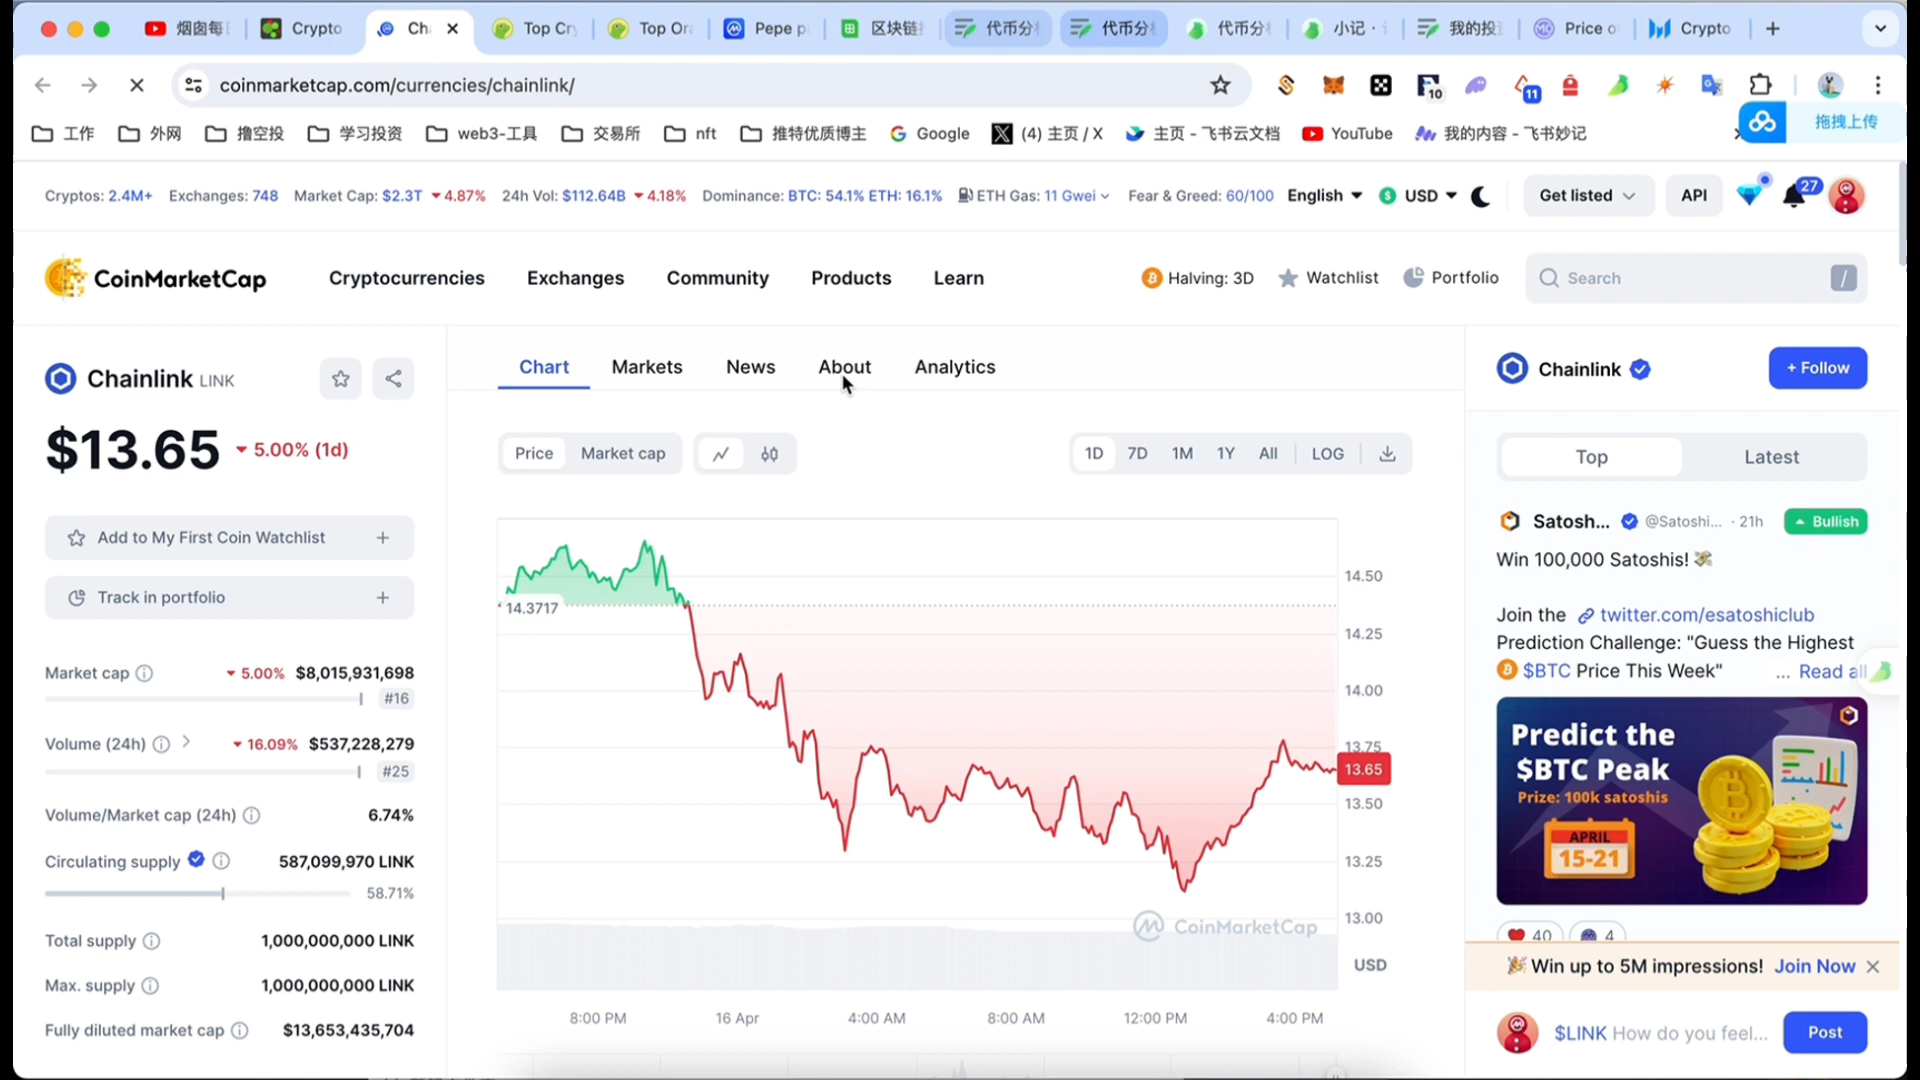 烟囱每
Crypto
Ch
Top Cry
Top Ora
Pepe p
区块链
代币分
代币分
代币分
小记 ·
我的投
Price o
Crypto
coinmarketcap.com/currencies/chainlink/
10
11
工作
外网
撸空投
学习投资
web3-工具
交易所
nft
推特优质博主
Google
(4) 主页 / X
主页 - 飞书云文档
YouTube
我的内容 - 飞书妙记
拖拽上传
Cryptos: 2.4M+
Exchanges: 748
Market Cap: $2.3T 4.87%
24h Vol: $112.64B 4.18%
Dominance: BTC: 54.1% ETH: 16.1%
ETH Gas: 11 Gwei
Fear & Greed: 60/100
English
USD
Get listed
API
27
CoinMarketCap
Cryptocurrencies
Exchanges
Community
Products
Learn
Halving: 3D
Watchlist
Portfolio
Search
/
Chainlink LINK
$13.65 5.00% (1d)
Add to My First Coin Watchlist +
Track in portfolio +
Market cap 5.00% $8,015,931,698
#16
Volume (24h) 16.09% $537,228,279
#25
Volume/Market cap (24h) 6.74%
Circulating supply 587,099,970 LINK
58.71%
Total supply 1,000,000,000 LINK
Max. supply 1,000,000,000 LINK
Fully diluted market cap $13,653,435,704
Chart
Markets
News
About
Analytics
Price
Market cap
1D
7D
1M
1Y
All
LOG
14.3717
14.50
14.25
14.00
13.75
13.65
13.50
13.25
13.00
CoinMarketCap
USD
8:00 PM
16 Apr
4:00 AM
8:00 AM
12:00 PM
4:00 PM
Chainlink
+ Follow
Top
Latest
Satosh... @Satoshi... · 21h
Bullish
Win 100,000 Satoshis! 💸
Join the twitter.com/esatoshiclub
Prediction Challenge: "Guess the Highest
$BTC Price This Week" ... Read all
Predict the
$BTC Peak
Prize: 100k satoshis
APRIL
15-21
40
4
🎉 Win up to 5M impressions! Join Now
$LINK How do you feel...
Post